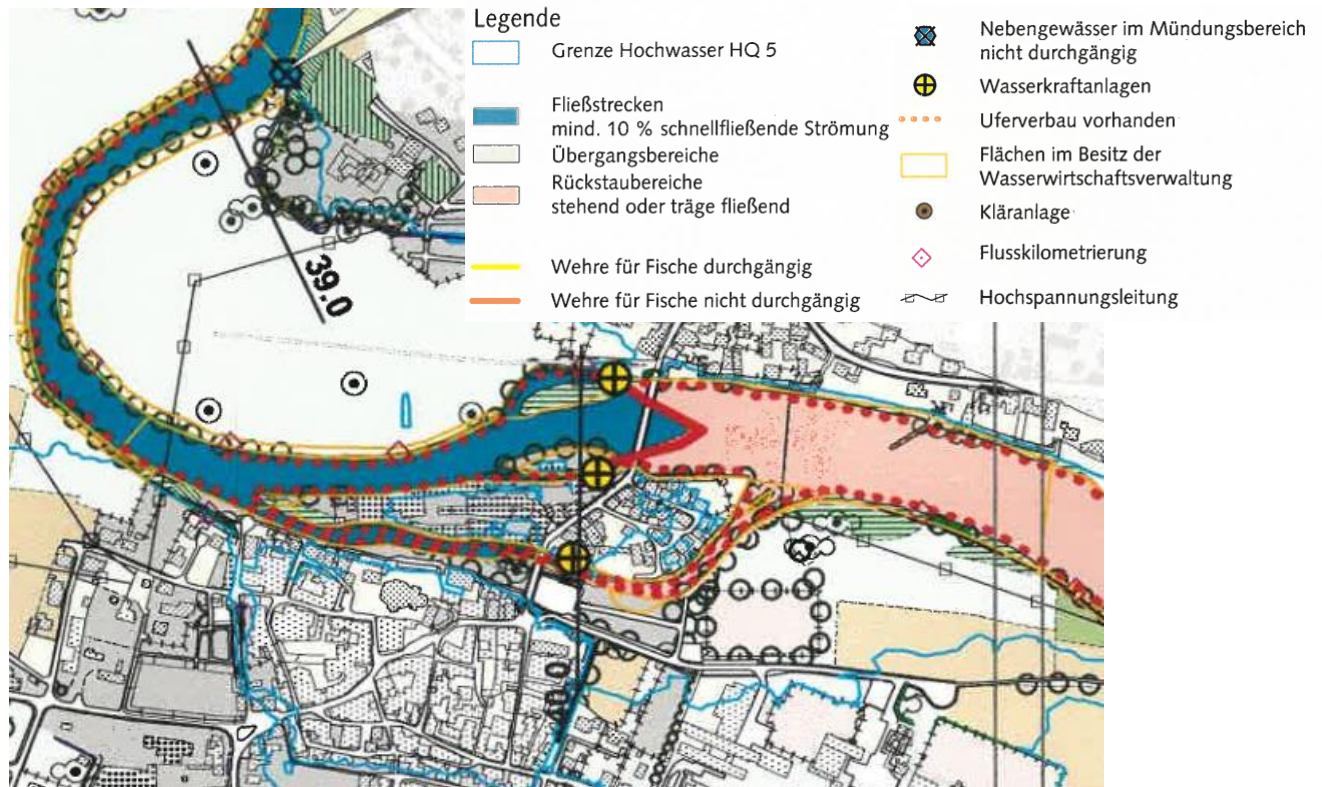 Legende
Grenze Hochwasser HQ 5
Fließstrecken
mind. 10 % schnellfließende Strömung
Übergangsbereiche
Rückstaubereiche
stehend oder träge fließend
Wehre für Fische durchgängig
Wehre für Fische nicht durchgängig
Nebengewässer im Mündungsbereich
nicht durchgängig
Wasserkraftanlagen
Uferverbau vorhanden
Flächen im Besitz der
Wasserwirtschaftsverwaltung
Kläranlage
Flusskilometrierung
Hochspannungsleitung
39.0